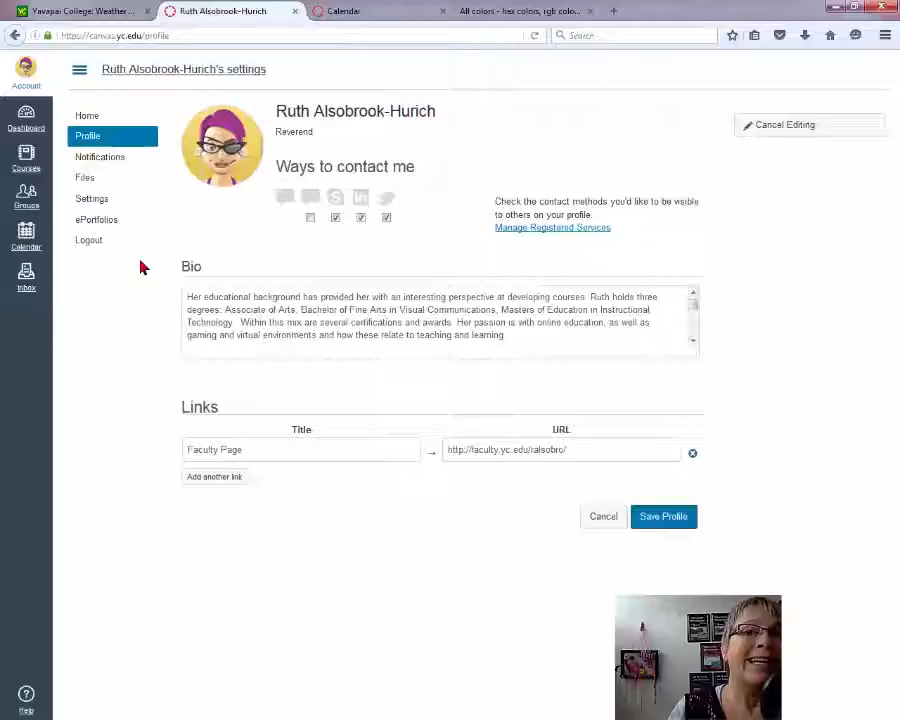 Yavapai College: Weather ...
Ruth Alsobrook-Hurich
Calendar
All colors - hex colors, rgb colo...
https://canvas.yc.edu/profile
Search
Account
Ruth Alsobrook-Hurich's settings
Dashboard
Courses
Groups
Calendar
Inbox
Help
Home
Profile
Notifications
Files
Settings
ePortfolios
Logout
Ruth Alsobrook-Hurich
Reverend
Cancel Editing
Ways to contact me
Check the contact methods you'd like to be visible
to others on your profile.
Manage Registered Services
Bio
Her educational background has provided her with an interesting perspective at developing courses. Ruth holds three
degrees: Associate of Arts, Bachelor of Fine Arts in Visual Communications, Masters of Education in Instructional
Technology. Within this mix are several certifications and awards. Her passion is with online education, as well as
gaming and virtual environments and how these relate to teaching and learning
Links
Title
URL
Faculty Page
→
http://faculty.yc.edu/ralsobro/
Add another link
Cancel
Save Profile